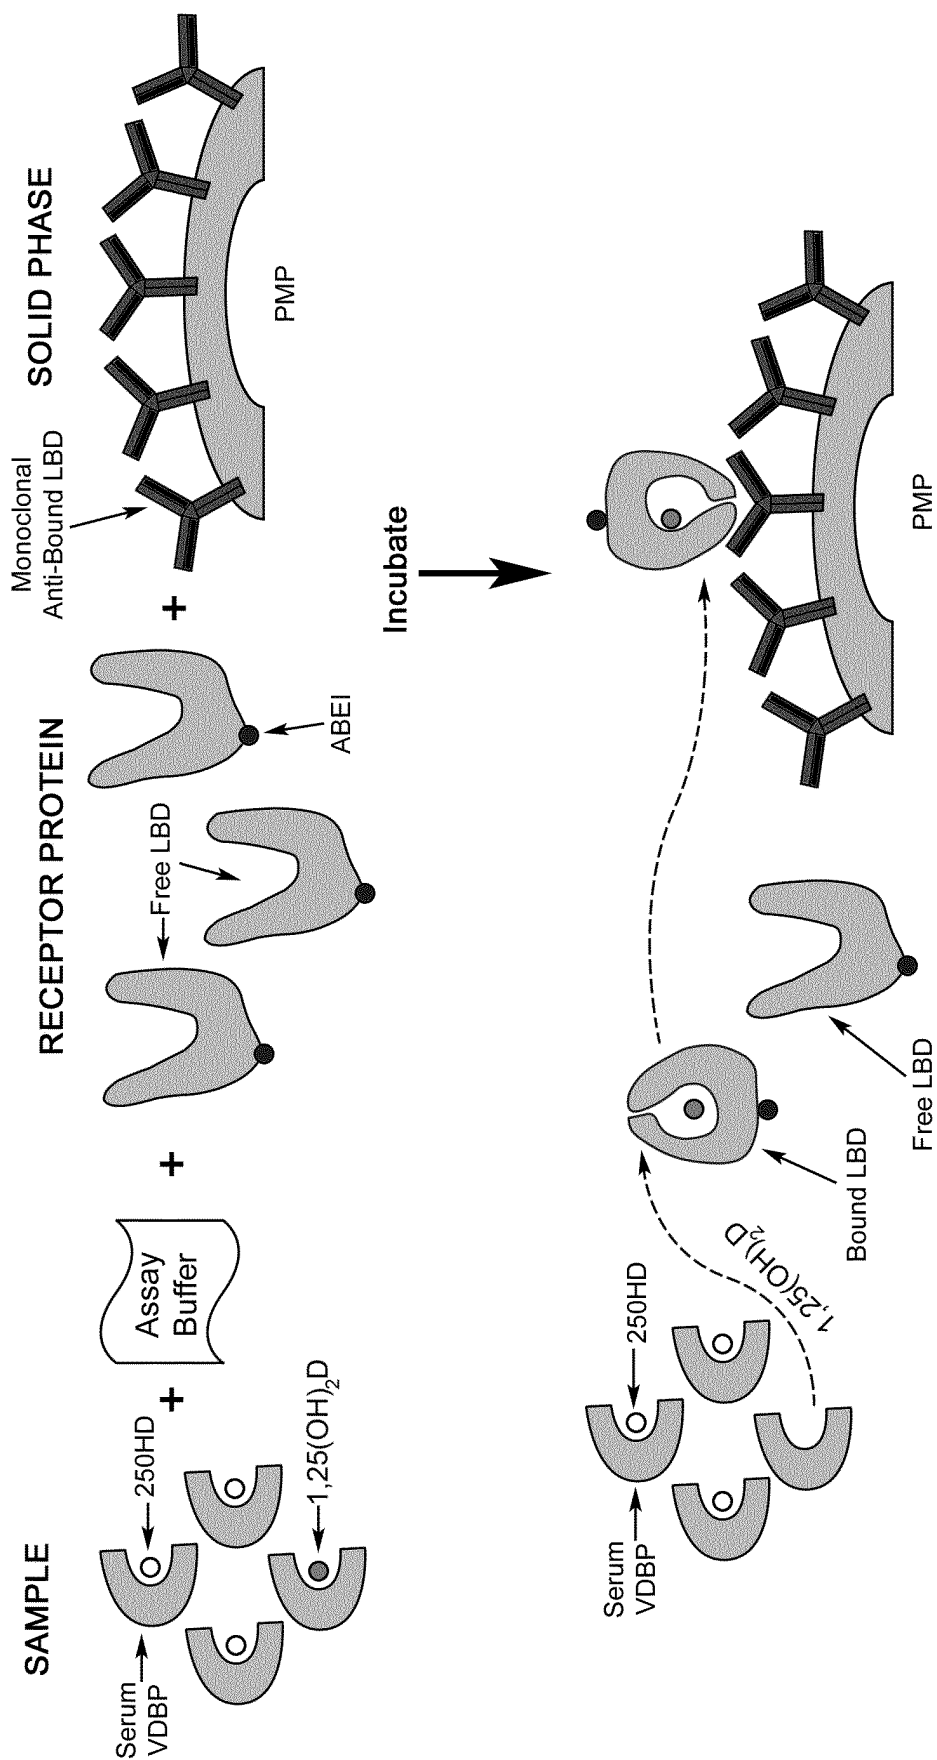 SAMPLE
RECEPTOR PROTEIN
SOLID PHASE
Serum
VDBP
250HD
1,25(OH)₂D
+
Assay
Buffer
+
Free LBD
ABEI
+
Monoclonal
Anti-Bound LBD
PMP
Incubate
Serum
VDBP
250HD
1,25(OH)₂D
Bound LBD
Free LBD
PMP